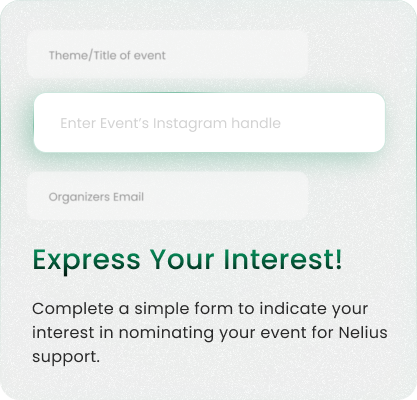 Theme/Title of event
Enter Event's Instagram handle
Organizers Email
Express Your Interest!
Complete a simple form to indicate your
interest in nominating your event for Nelius
support.